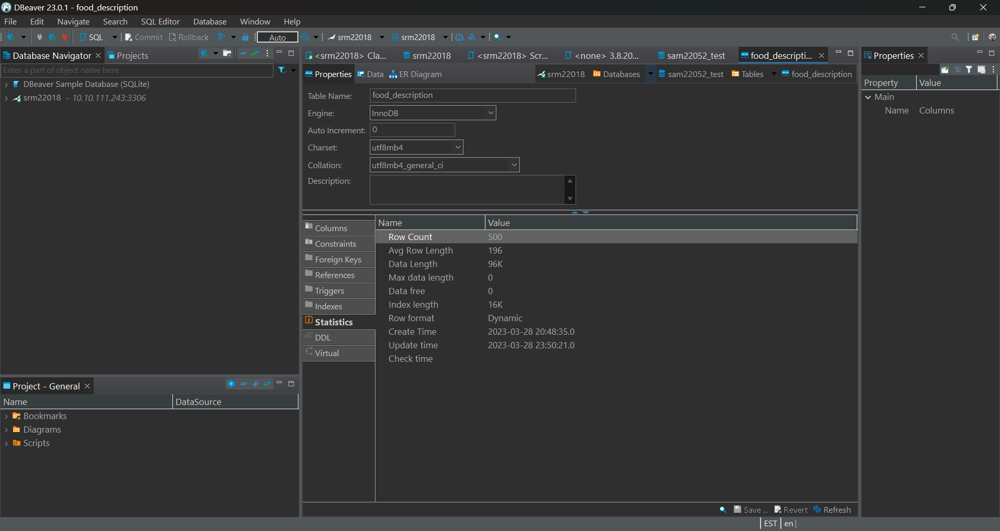 DBeaver 23.0.1 - food_description
File Edit Navigate Search SQL Editor Database Window Help
SQL Commit Rollback Auto srm22018 srm22018
Database Navigator Projects
Enter a part of object name here
DBeaver Sample Database (SQLite)
srm22018 - 10.10.111.243:3306
<srm22018> Cla... srm22018 <srm22018> Scr... <none> 3.8.20... sam22052_test food_descripti...
Properties Data ER Diagram srm22018 Databases sam22052_test Tables food_description
Table Name: food_description
Engine: InnoDB
Auto Increment: 0
Charset: utf8mb4
Collation: utf8mb4_general_ci
Description:
Columns
Constraints
Foreign Keys
References
Triggers
Indexes
Statistics
DDL
Virtual
Name Value
Row Count 500
Avg Row Length 196
Data Length 96K
Max data length 0
Data free 0
Index length 16K
Row format Dynamic
Create Time 2023-03-28 20:48:35.0
Update time 2023-03-28 23:50:21.0
Check time
Save ... Revert Refresh
Properties
Property Value
Main
Name Columns
Project - General
Name DataSource
Bookmarks
Diagrams
Scripts
EST en